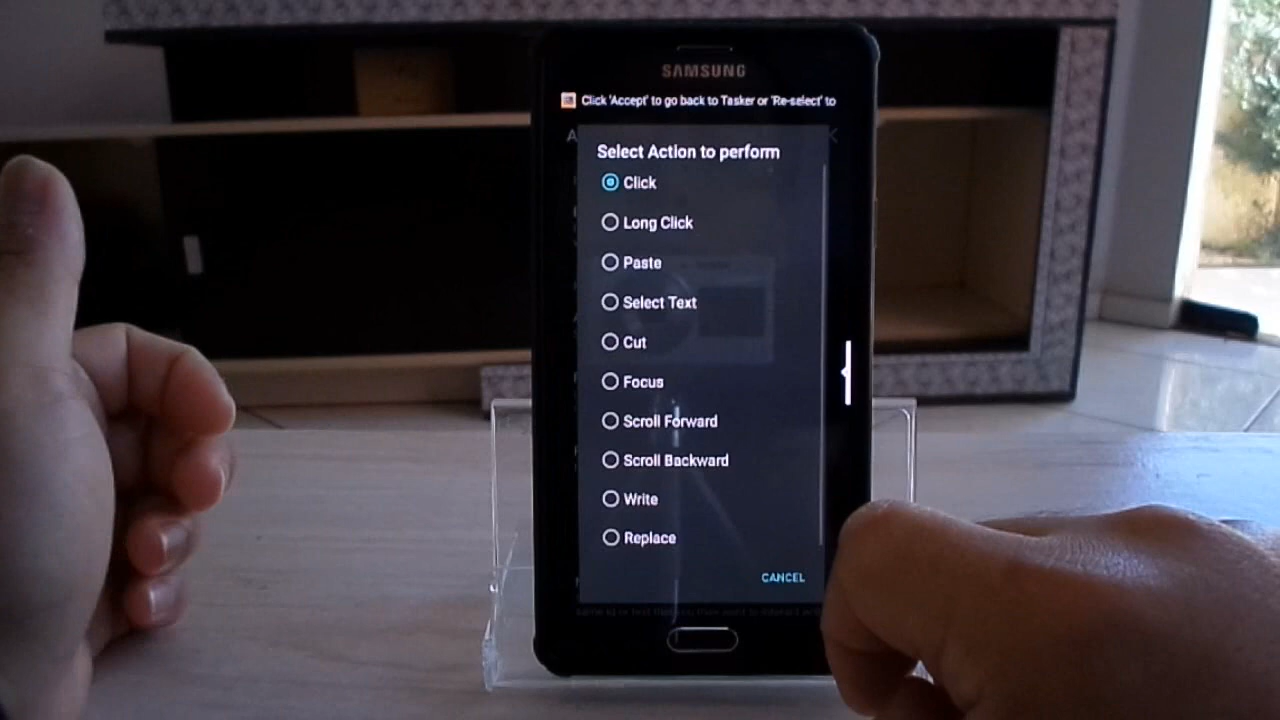 SAMSUNG
Click 'Accept' to go back to Tasker or 'Re-select' to
Select Action to perform
Click
Long Click
Paste
Select Text
Cut
Focus
Scroll Forward
Scroll Backward
Write
Replace
CANCEL